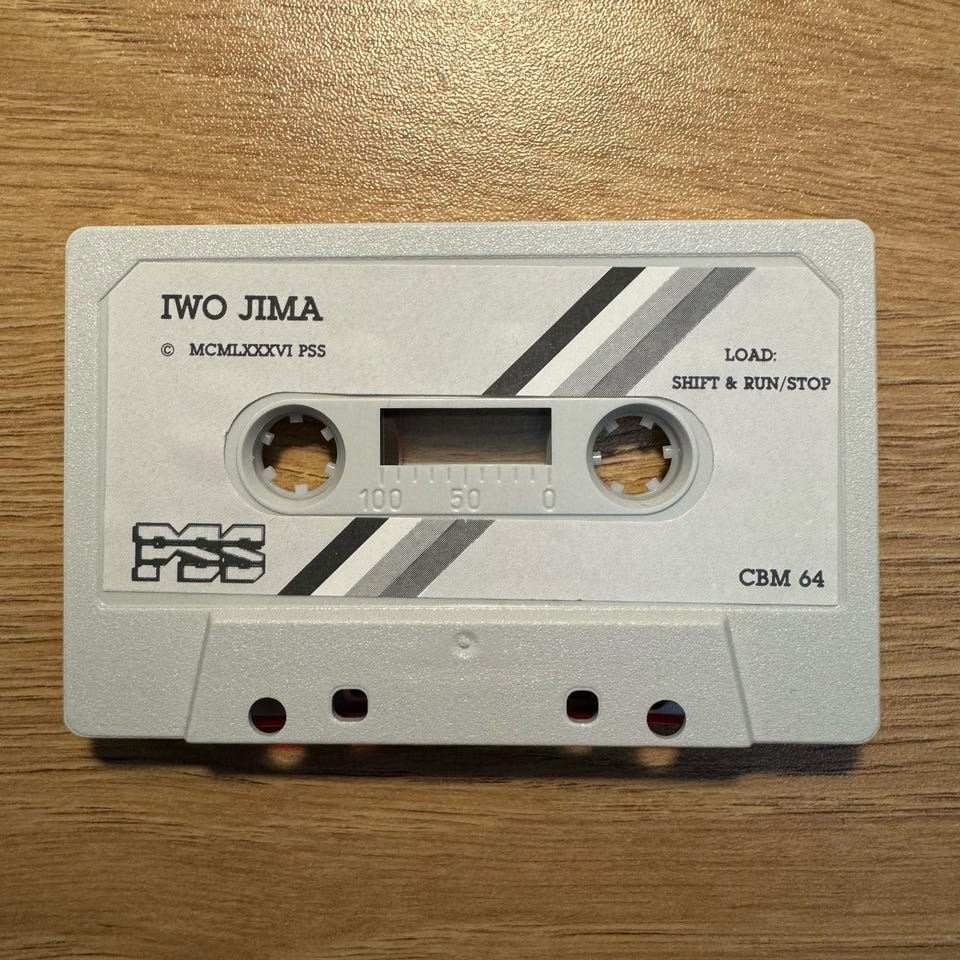 IWO JIMA
© MCMLXXXVI PSS
LOAD:
SHIFT & RUN/STOP
100 50 0
PSS
CBM 64